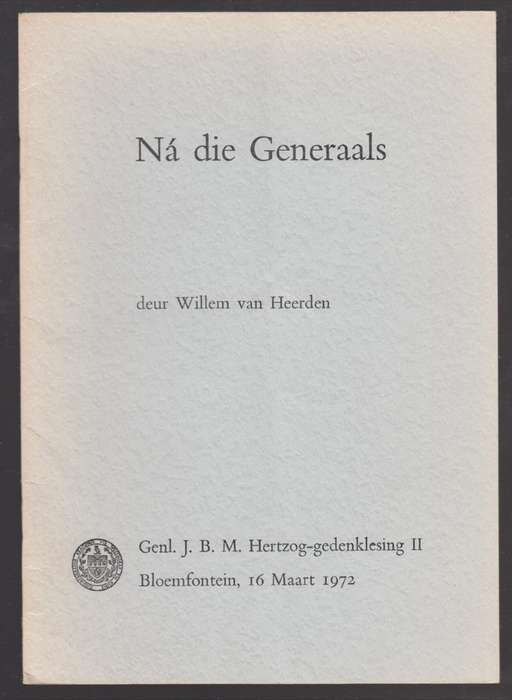 Ná die Generaals
deur Willem van Heerden
Genl. J. B. M. Hertzog-gedenklesing II
Bloemfontein, 16 Maart 1972